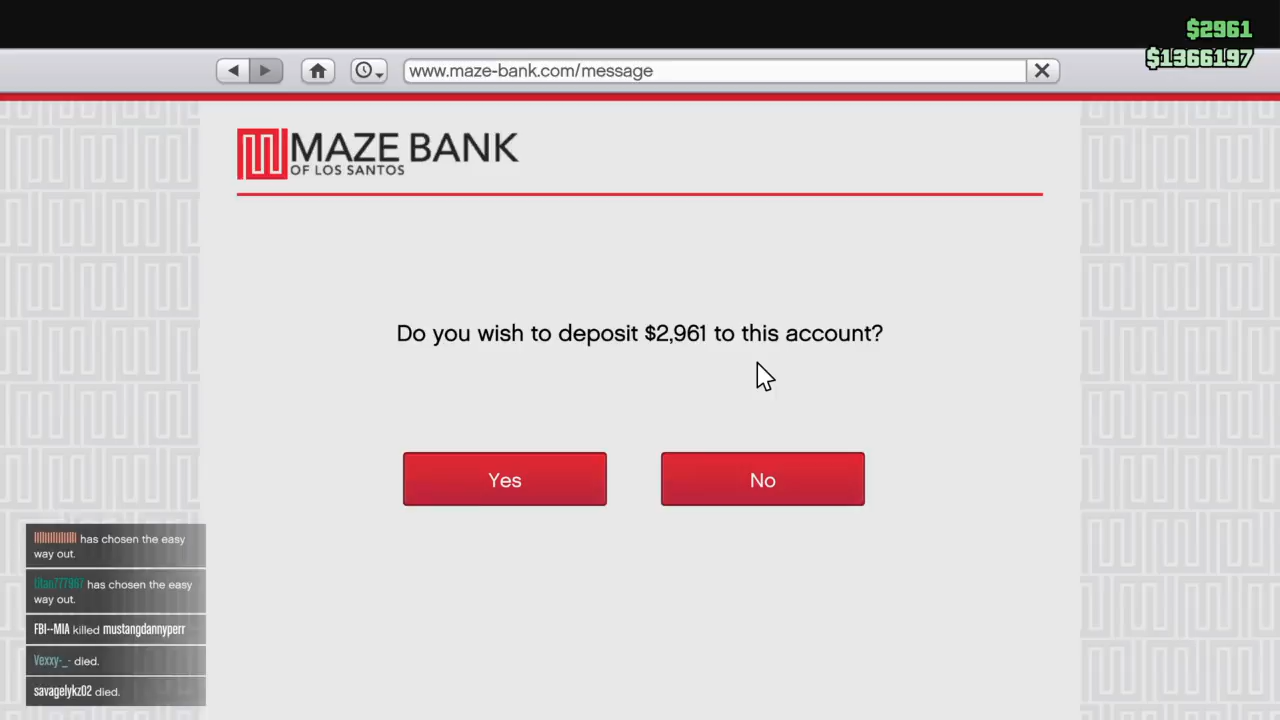 $2961
$1366197
www.maze-bank.com/message
MAZE BANK
OF LOS SANTOS
Do you wish to deposit $2,961 to this account?
Yes
No
has chosen the easy
way out.
has chosen the easy
way out.
FBI--MIA killed mustangdannyperr
Vexxy-_- died.
savagelykz02 died.